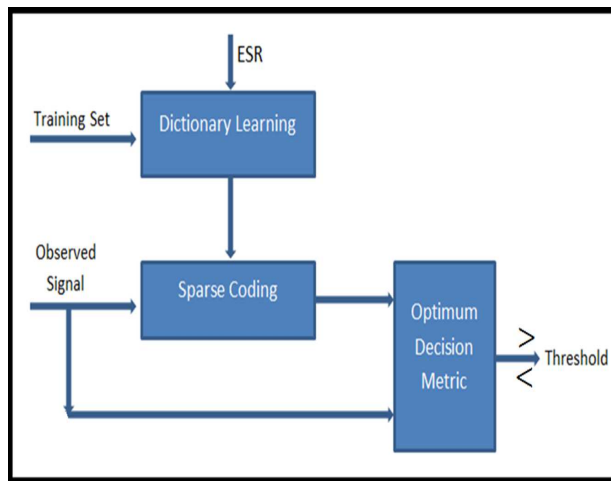 ESR
Training Set
Dictionary Learning
Observed
Signal
Sparse Coding
Optimum
Decision
Metric
>
Threshold
<